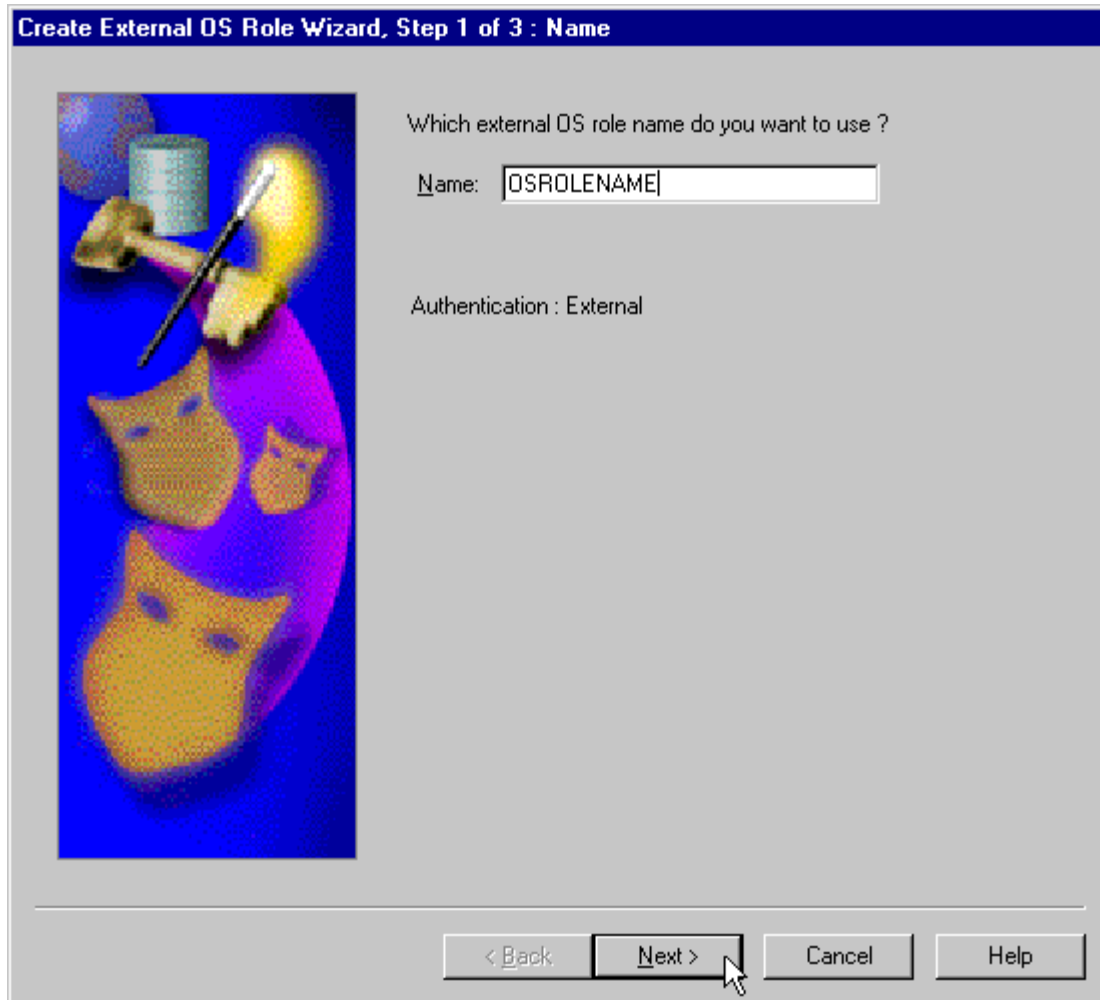 Create External OS Role Wizard, Step 1 of 3 : Name
Which external OS role name do you want to use ?
Name: OSROLENAME
Authentication : External
< Back Next > Cancel Help